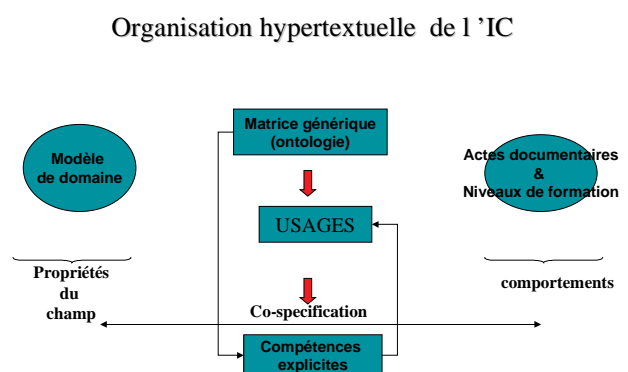 Organisation hypertextuelle de l ’IC
Matrice générique
(ontologie)
Modèle
de domaine
Actes documentaires
&
Niveaux de formation
USAGES
Propriétés
du
champ
comportements
Co-specification
Compétences
explicites